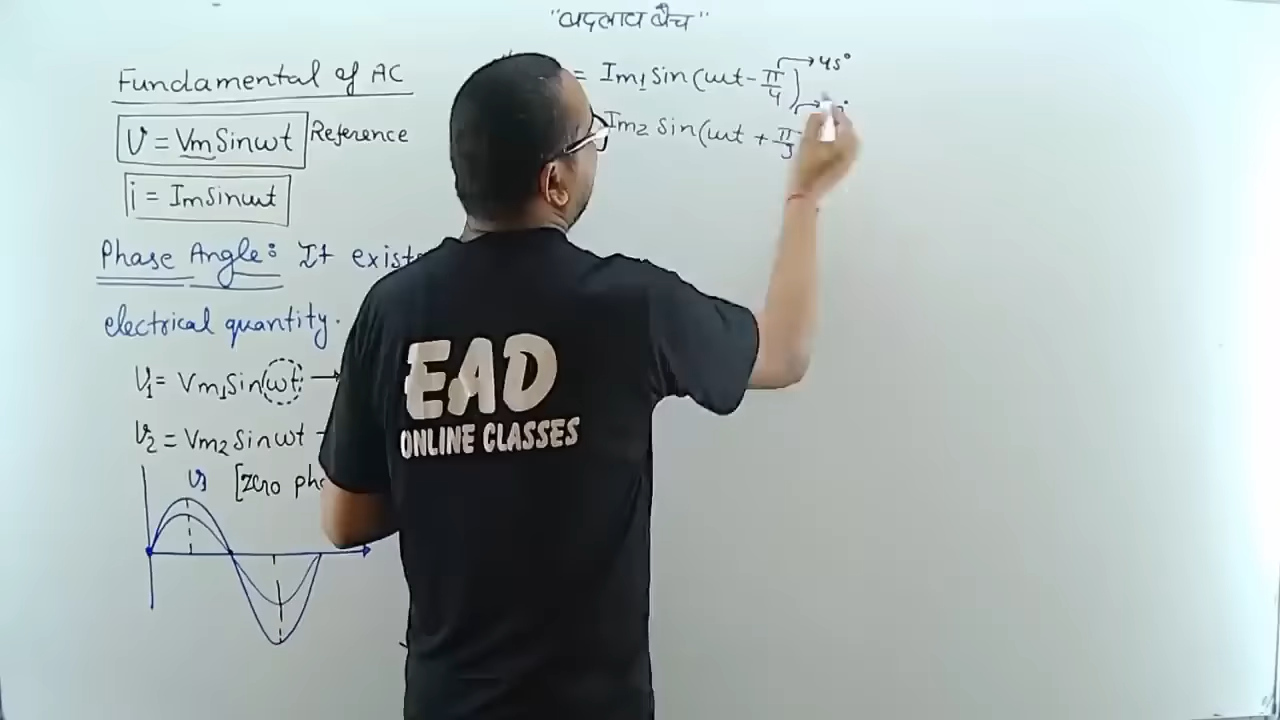 "बदलाव बैच"
Fundamental of AC
V = Vm Sinωt Reference
i = Im Sinωt
Phase Angle: It exist
electrical quantity.
V1 = Vm1 Sin(ωt) →
V2 = Vm2 Sinωt
V1 [zero pha
= Im1 Sin(ωt - π/4) → 45°
Im2 Sin(ωt + π/3
EAD
ONLINE CLASSES